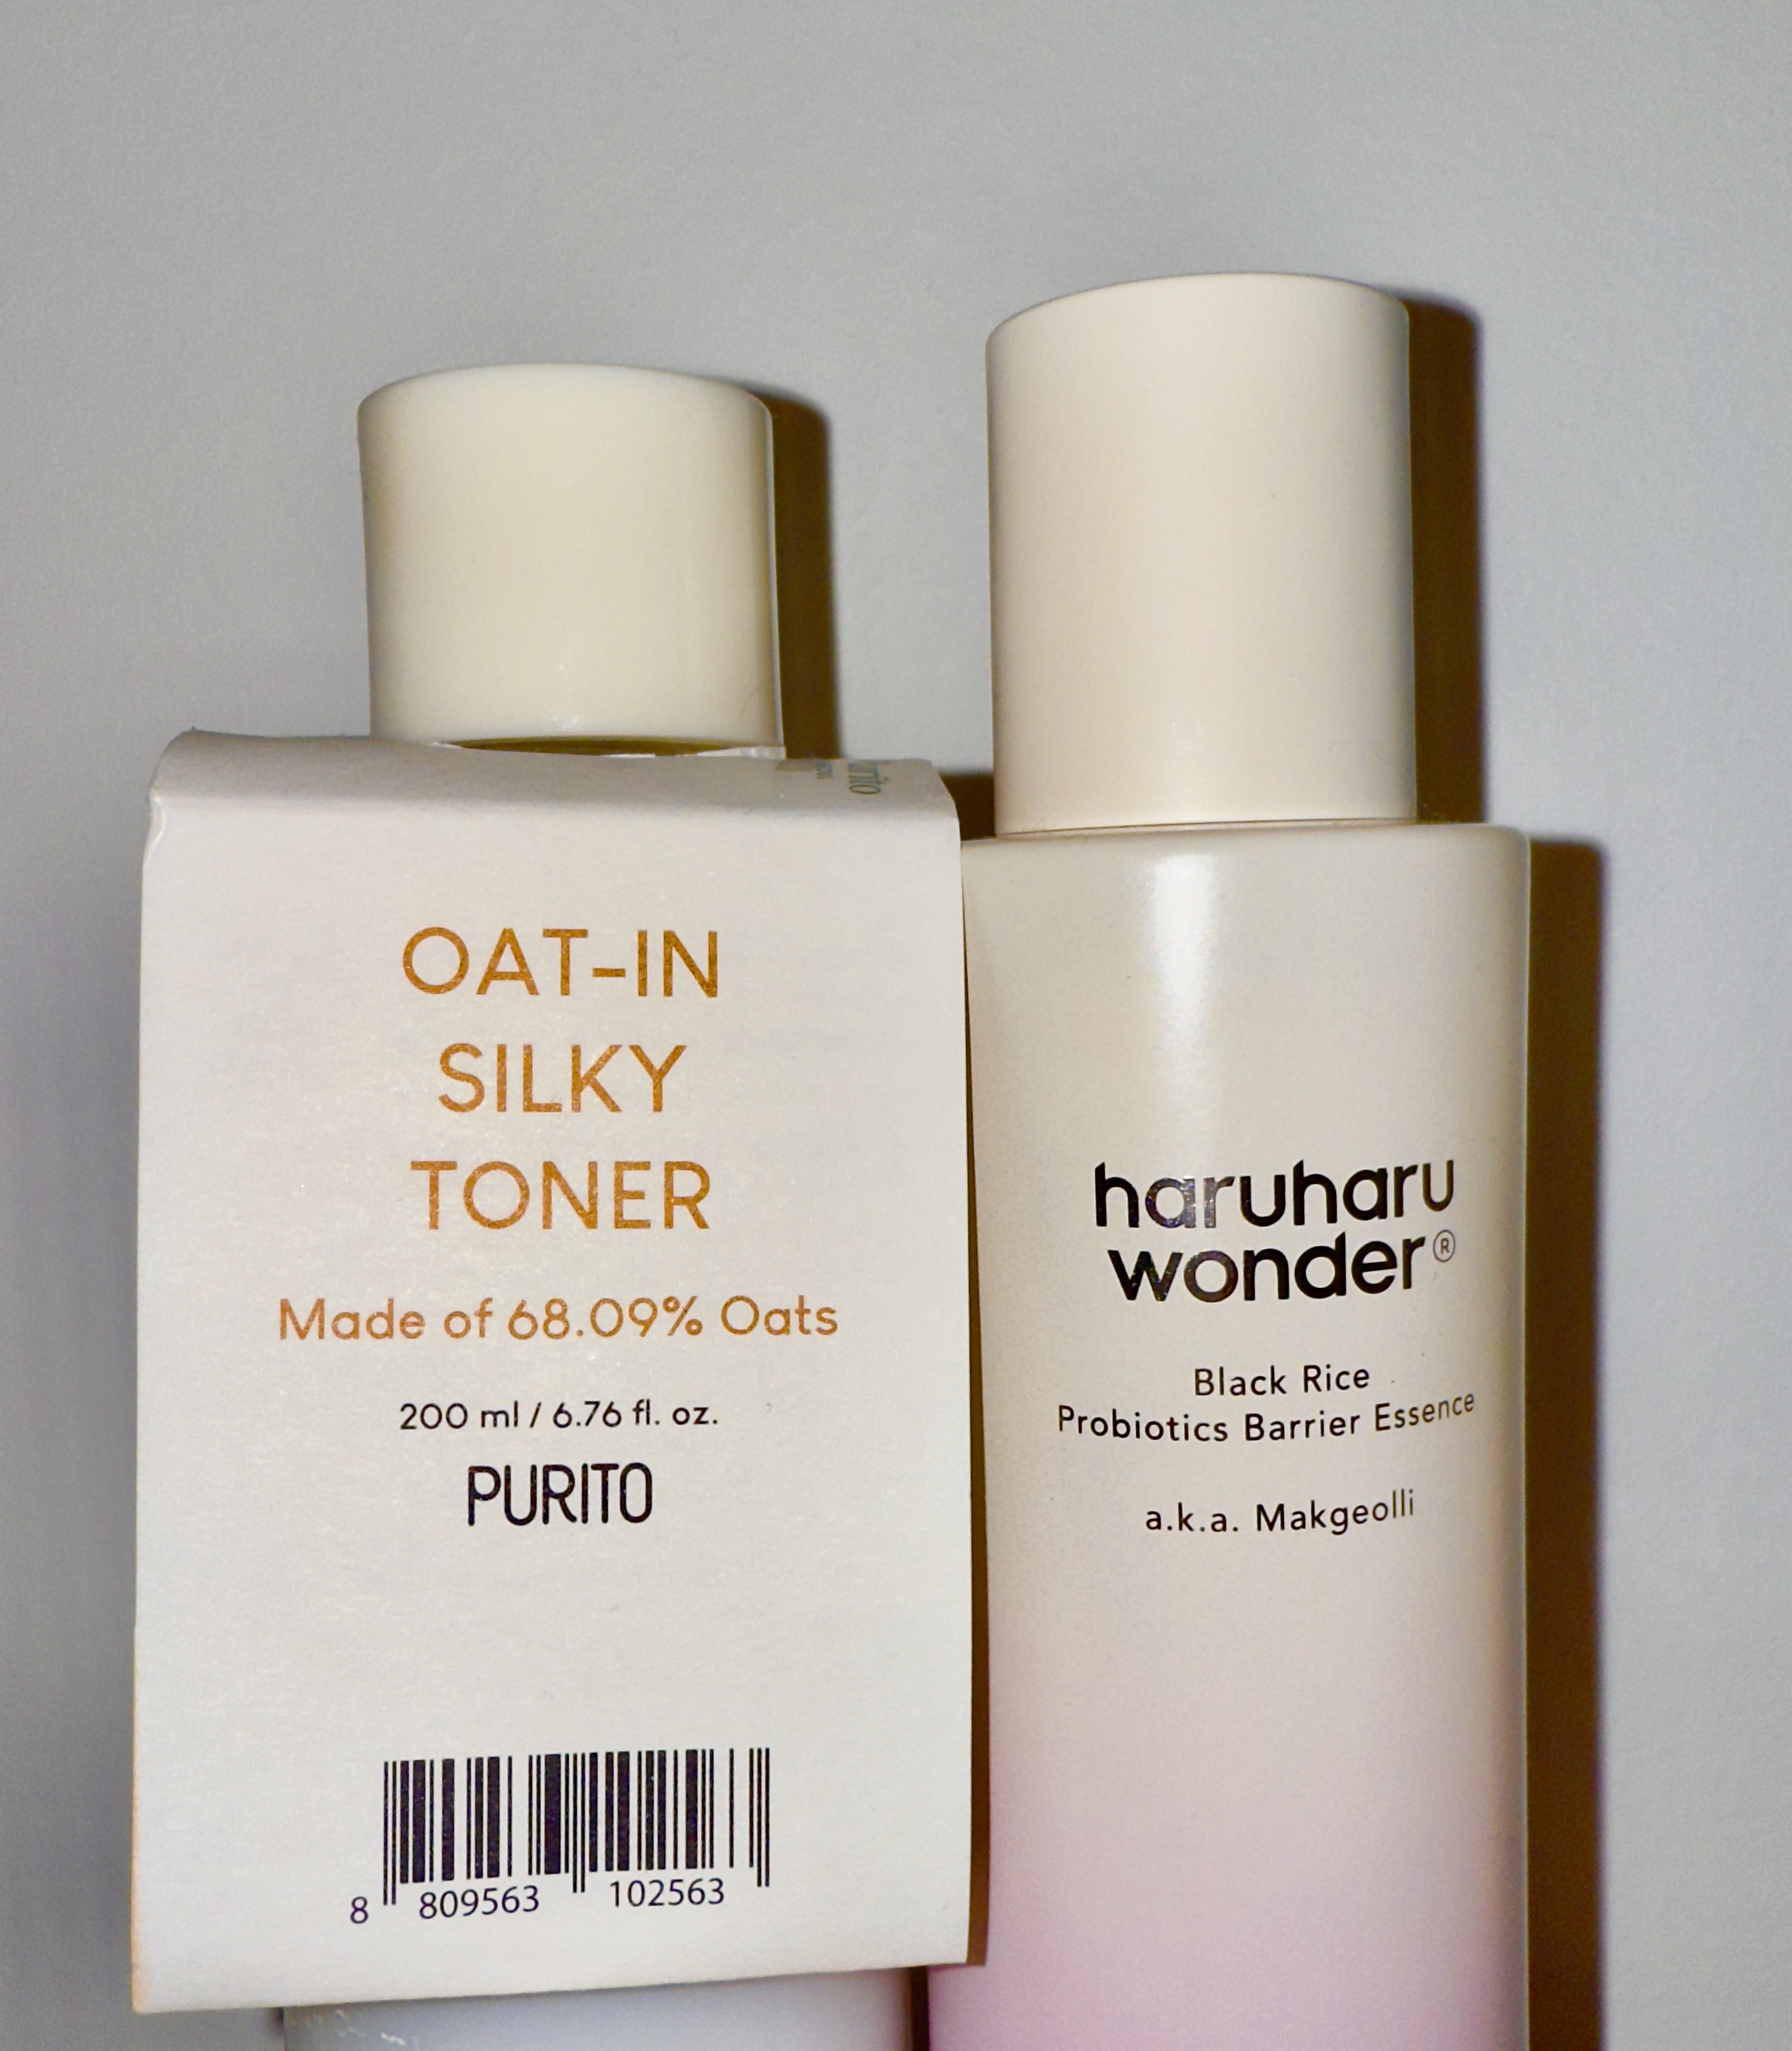 OAT-IN
SILKY
TONER
Made of 68.09% Oats
200 ml / 6.76 fl. oz.
PURITO
8 809563 102563
haruharu
wonder®
Black Rice
Probiotics Barrier Essence
a.k.a. Makgeolli